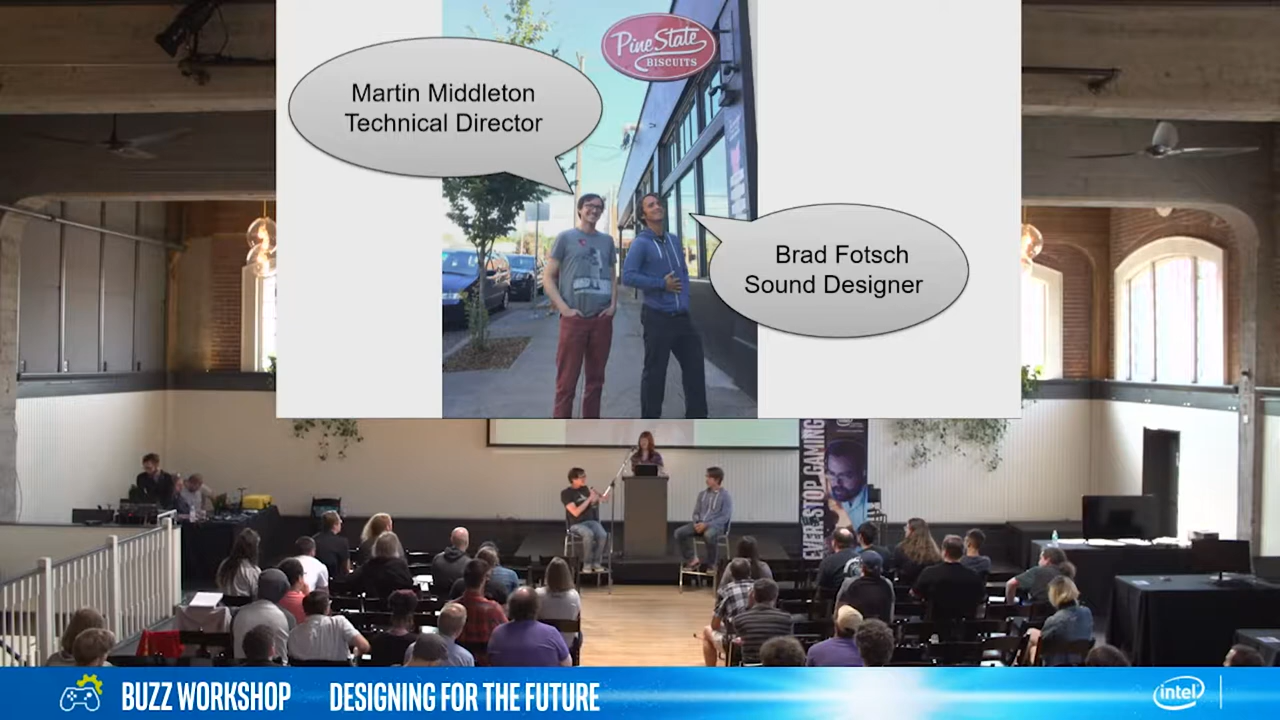 Pine State
BISCUITS
Martin Middleton
Technical Director
Brad Fotsch
Sound Designer
EVER STOP GAMING
BUZZ WORKSHOP
DESIGNING FOR THE FUTURE
intel